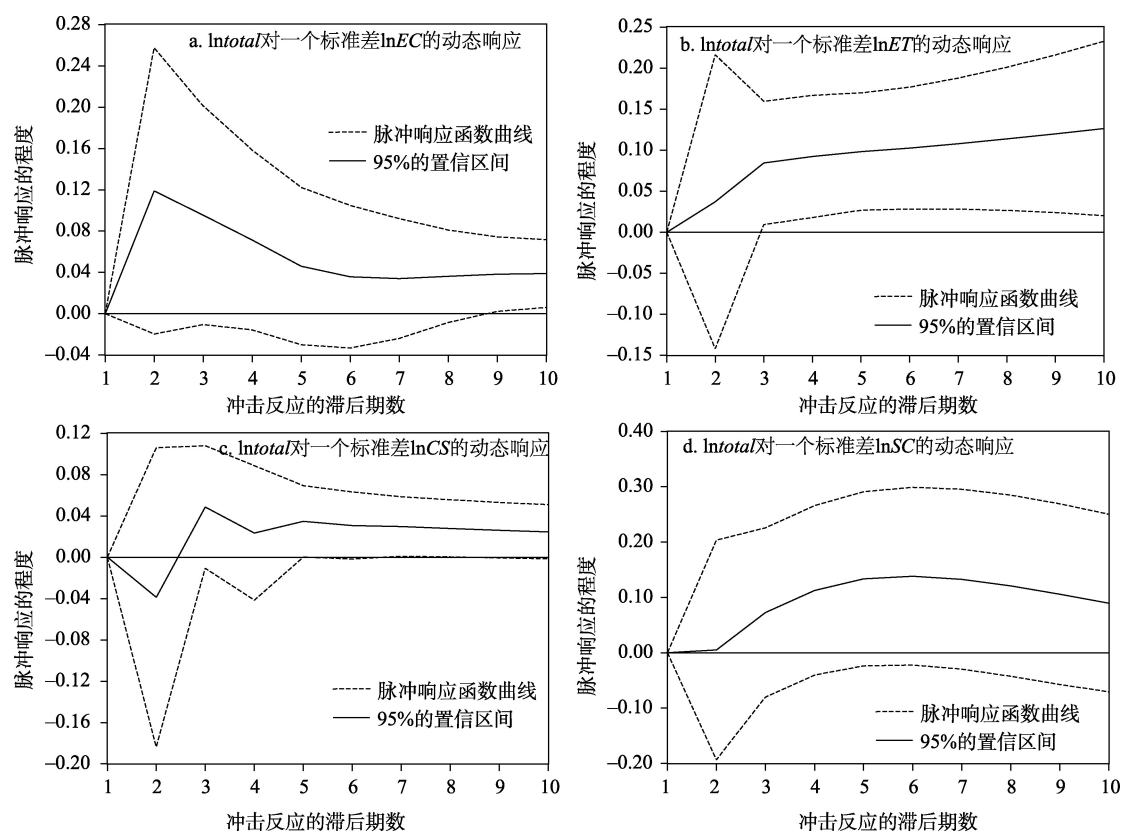 a. lntotal对一个标准差lnEC的动态响应
脉冲响应的程度
0.28
0.24
0.20
0.16
0.12
0.08
0.04
0.00
–0.04
脉冲响应函数曲线
95%的置信区间
1 2 3 4 5 6 7 8 9 10
冲击反应的滞后期数
b. lntotal对一个标准差lnET的动态响应
脉冲响应的程度
0.25
0.20
0.15
0.10
0.05
0.00
–0.05
–0.10
–0.15
脉冲响应函数曲线
95%的置信区间
1 2 3 4 5 6 7 8 9 10
冲击反应的滞后期数
c. lntotal对一个标准差lnCS的动态响应
脉冲响应的程度
0.12
0.08
0.04
0.00
–0.04
–0.08
–0.12
–0.16
–0.20
脉冲响应函数曲线
95%的置信区间
1 2 3 4 5 6 7 8 9 10
冲击反应的滞后期数
d. lntotal对一个标准差lnSC的动态响应
脉冲响应的程度
0.40
0.30
0.20
0.10
0.00
–0.10
–0.20
脉冲响应函数曲线
95%的置信区间
1 2 3 4 5 6 7 8 9 10
冲击反应的滞后期数